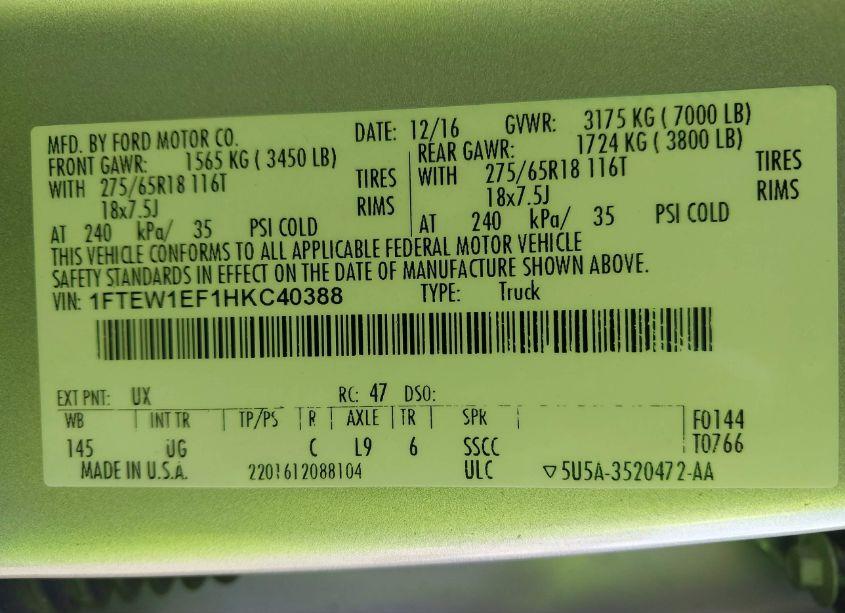 MFD. BY FORD MOTOR CO. DATE: 12/16 GVWR: 3175 KG ( 7000 LB)
FRONT GAWR: 1565 KG ( 3450 LB) REAR GAWR: 1724 KG ( 3800 LB)
WITH 275/65R18 116T TIRES WITH 275/65R18 116T TIRES
18x7.5J RIMS 18x7.5J RIMS
AT 240 kPa/ 35 PSI COLD AT 240 kPa/ 35 PSI COLD
THIS VEHICLE CONFORMS TO ALL APPLICABLE FEDERAL MOTOR VEHICLE
SAFETY STANDARDS IN EFFECT ON THE DATE OF MANUFACTURE SHOWN ABOVE.
VIN: 1FTEW1EF1HKC40388 TYPE: Truck
EXT PNT: UX RC: 47 DSO:
WB INT TR TP/PS R AXLE TR SPK F0144
145 UG C L9 6 SSCC T0766
MADE IN U.S.A. 2201612088104 ULC ▽5U5A-3520472-AA